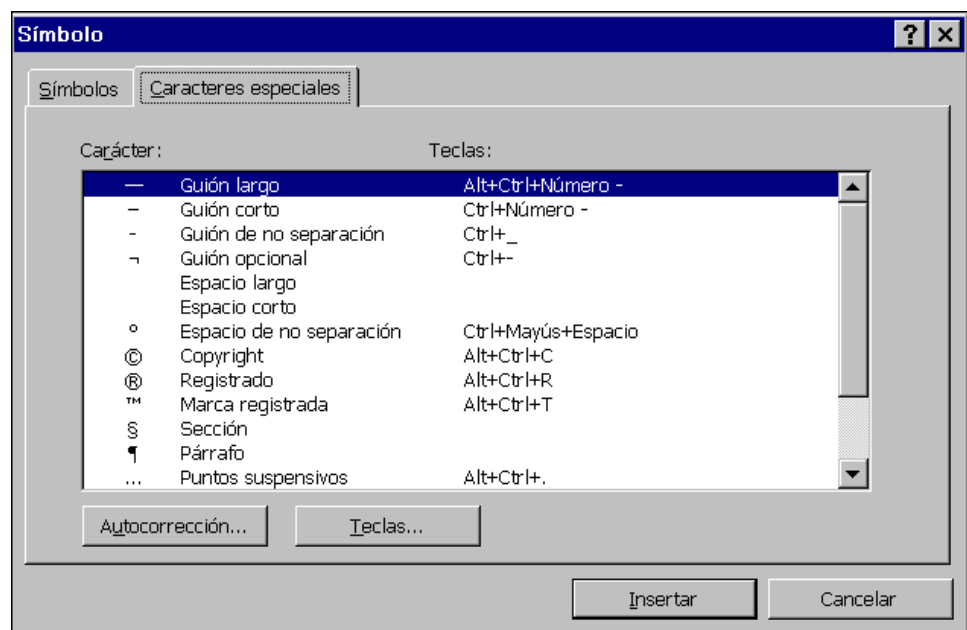 Símbolo ? ×
Símbolos Caracteres especiales
Carácter: Teclas:
— Guión largo Alt+Ctrl+Número -
– Guión corto Ctrl+Número -
- Guión de no separación Ctrl+_
¬ Guión opcional Ctrl+-
Espacio largo
Espacio corto
° Espacio de no separación Ctrl+Mayús+Espacio
© Copyright Alt+Ctrl+C
® Registrado Alt+Ctrl+R
™ Marca registrada Alt+Ctrl+T
§ Sección
¶ Párrafo
... Puntos suspensivos Alt+Ctrl+.
Autocorrección... Teclas...
Insertar Cancelar